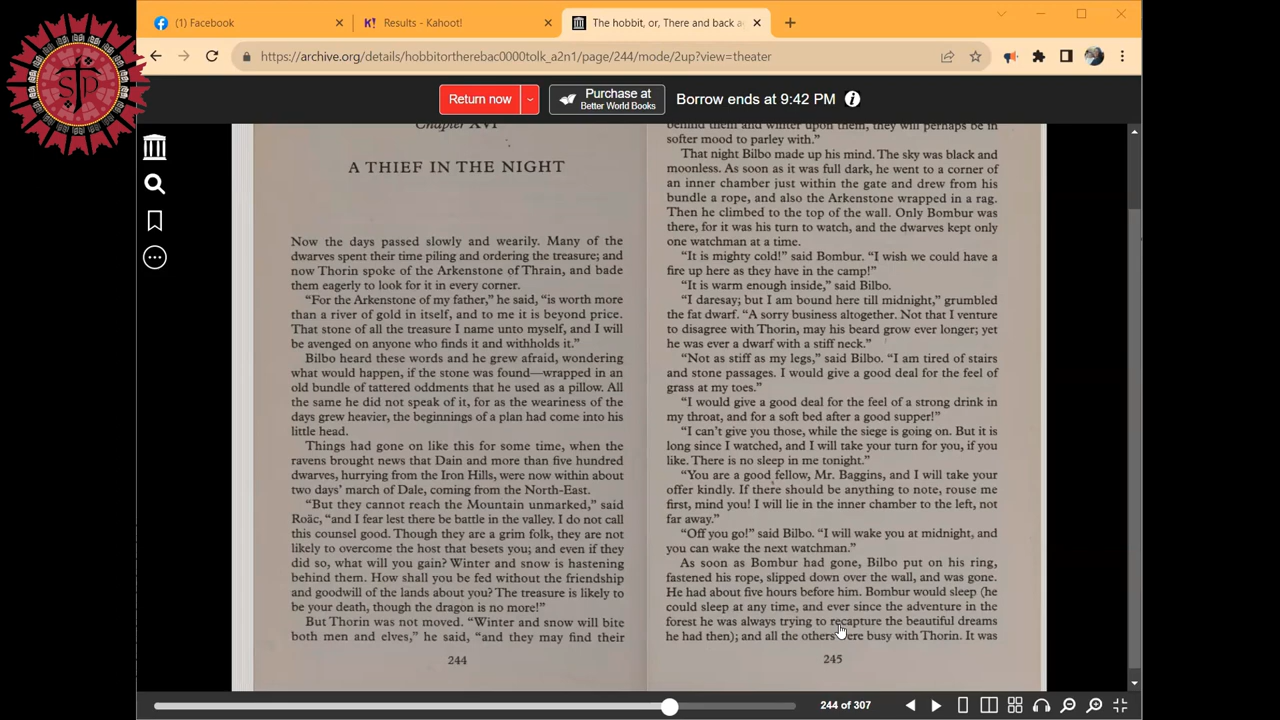 (1) Facebook
Results - Kahoot!
The hobbit, or, There and back a
https://archive.org/details/hobbitortherebac0000tolk_a2n1/page/244/mode/2up?view=theater
Return now
Purchase at
Better World Books
Borrow ends at 9:42 PM
STP
Chapter XVI
A THIEF IN THE NIGHT
Now the days passed slowly and wearily. Many of the
dwarves spent their time piling and ordering the treasure; and
now Thorin spoke of the Arkenstone of Thrain, and bade
them eagerly to look for it in every corner.
“For the Arkenstone of my father,” he said, “is worth more
than a river of gold in itself, and to me it is beyond price.
That stone of all the treasure I name unto myself, and I will
be avenged on anyone who finds it and withholds it.”
Bilbo heard these words and he grew afraid, wondering
what would happen, if the stone was found—wrapped in an
old bundle of tattered oddments that he used as a pillow. All
the same he did not speak of it, for as the weariness of the
days grew heavier, the beginnings of a plan had come into his
little head.
Things had gone on like this for some time, when the
ravens brought news that Dain and more than five hundred
dwarves, hurrying from the Iron Hills, were now within about
two days’ march of Dale, coming from the North-East.
“But they cannot reach the Mountain unmarked,” said
Roäc, “and I fear lest there be battle in the valley. I do not call
this counsel good. Though they are a grim folk, they are not
likely to overcome the host that besets you; and even if they
did so, what will you gain? Winter and snow is hastening
behind them. How shall you be fed without the friendship
and goodwill of the lands about you? The treasure is likely to
be your death, though the dragon is no more!”
But Thorin was not moved. “Winter and snow will bite
both men and elves,” he said, “and they may find their
244
behind them and winter upon them, they will perhaps be in
softer mood to parley with.”
That night Bilbo made up his mind. The sky was black and
moonless. As soon as it was full dark, he went to a corner of
an inner chamber just within the gate and drew from his
bundle a rope, and also the Arkenstone wrapped in a rag.
Then he climbed to the top of the wall. Only Bombur was
there, for it was his turn to watch, and the dwarves kept only
one watchman at a time.
“It is mighty cold!” said Bombur. “I wish we could have a
fire up here as they have in the camp!”
“It is warm enough inside,” said Bilbo.
“I daresay; but I am bound here till midnight,” grumbled
the fat dwarf. “A sorry business altogether. Not that I venture
to disagree with Thorin, may his beard grow ever longer; yet
he was ever a dwarf with a stiff neck.”
“Not as stiff as my legs,” said Bilbo. “I am tired of stairs
and stone passages. I would give a good deal for the feel of
grass at my toes.”
“I would give a good deal for the feel of a strong drink in
my throat, and for a soft bed after a good supper!”
“I can’t give you those, while the siege is going on. But it is
long since I watched, and I will take your turn for you, if you
like. There is no sleep in me tonight.”
“You are a good fellow, Mr. Baggins, and I will take your
offer kindly. If there should be anything to note, rouse me
first, mind you! I will lie in the inner chamber to the left, not
far away.”
“Off you go!” said Bilbo. “I will wake you at midnight, and
you can wake the next watchman.”
As soon as Bombur had gone, Bilbo put on his ring,
fastened his rope, slipped down over the wall, and was gone.
He had about five hours before him. Bombur would sleep (he
could sleep at any time, and ever since the adventure in the
forest he was always trying to recapture the beautiful dreams
he had then); and all the others were busy with Thorin. It was
245
244 of 307